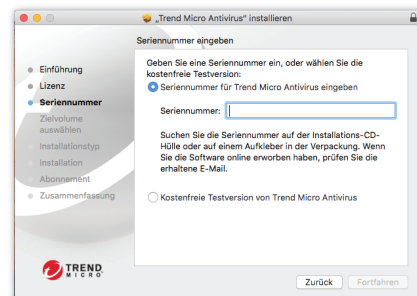 „Trend Micro Antivirus“ installieren
Seriennummer eingeben
Einführung
Lizenz
Seriennummer
Zielvolume
auswählen
Installationstyp
Installation
Abonnement
Zusammenfassung
Geben Sie eine Seriennummer ein, oder wählen Sie die
kostenfreie Testversion:
Seriennummer für Trend Micro Antivirus eingeben
Seriennummer:
Suchen Sie die Seriennummer auf der Installations-CD-
Hülle oder auf einem Aufkleber in der Verpackung. Wenn
Sie die Software online erworben haben, prüfen Sie die
erhaltene E-Mail.
Kostenfreie Testversion von Trend Micro Antivirus
TREND
MICRO
Zurück
Fortfahren